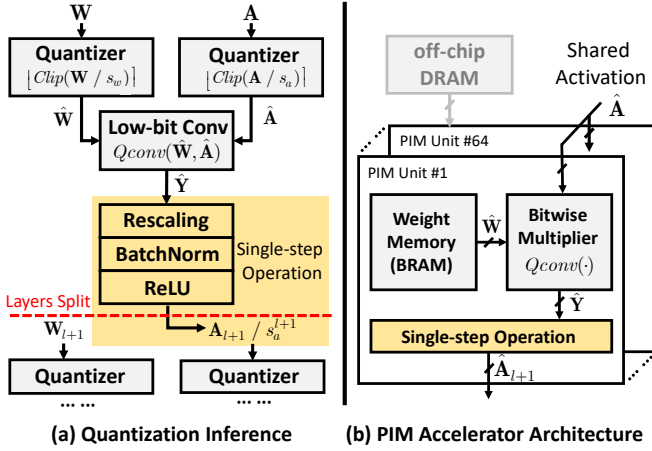 W
A
Quantizer
⌊Clip(W / s_w)⌉
Quantizer
⌊Clip(A / s_a)⌉
Ŵ
Â
Low-bit Conv
Qconv(Ŵ, Â)
Ŷ
Rescaling
BatchNorm
ReLU
Single-step
Operation
Layers Split
W_{l+1}
A_{l+1} / s_a^{l+1}
Quantizer
Quantizer
... ...
... ...
(a) Quantization Inference
off-chip
DRAM
Shared
Activation
Â
PIM Unit #64
PIM Unit #1
Weight
Memory
(BRAM)
Ŵ
Bitwise
Multiplier
Qconv(·)
Ŷ
Single-step Operation
Â_{l+1}
(b) PIM Accelerator Architecture